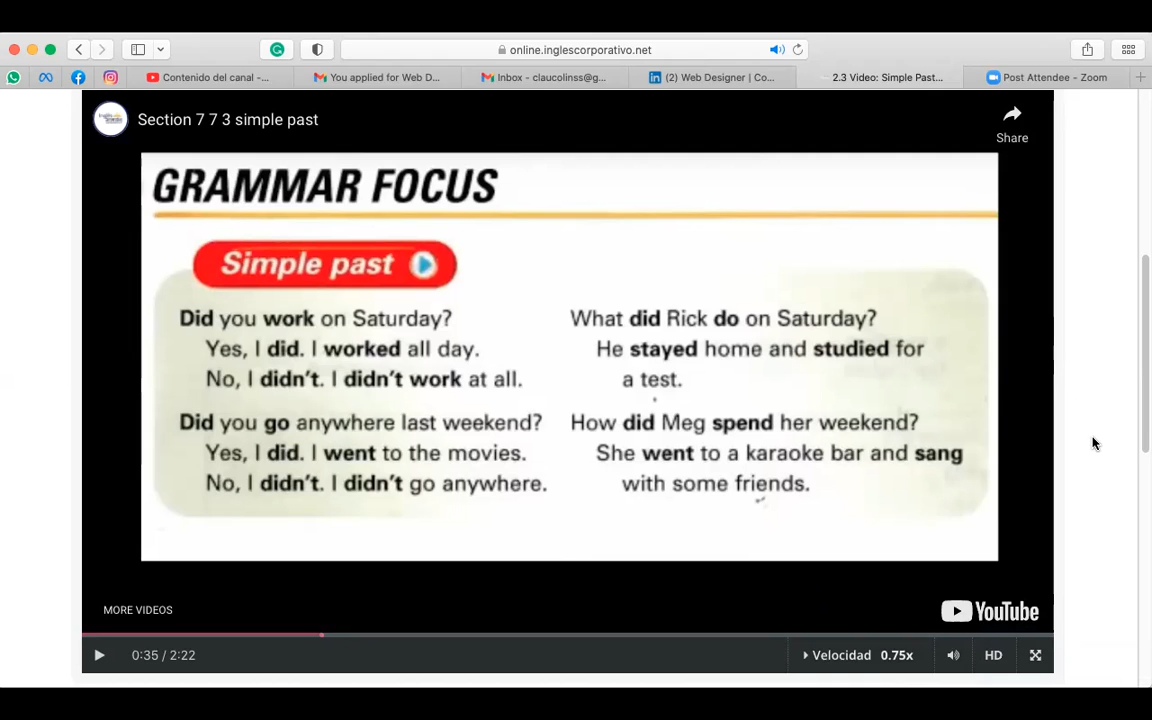 online.inglescorporativo.net
Contenido del canal -...
You applied for Web D...
Inbox - claucolinss@g...
(2) Web Designer | Co...
2.3 Video: Simple Past...
Post Attendee - Zoom
Section 7 7 3 simple past
Share
GRAMMAR FOCUS
Simple past
Did you work on Saturday?
Yes, I did. I worked all day.
No, I didn't. I didn't work at all.
Did you go anywhere last weekend?
Yes, I did. I went to the movies.
No, I didn't. I didn't go anywhere.
What did Rick do on Saturday?
He stayed home and studied for
a test.
How did Meg spend her weekend?
She went to a karaoke bar and sang
with some friends.
MORE VIDEOS
YouTube
0:35 / 2:22
Velocidad 0.75x
HD